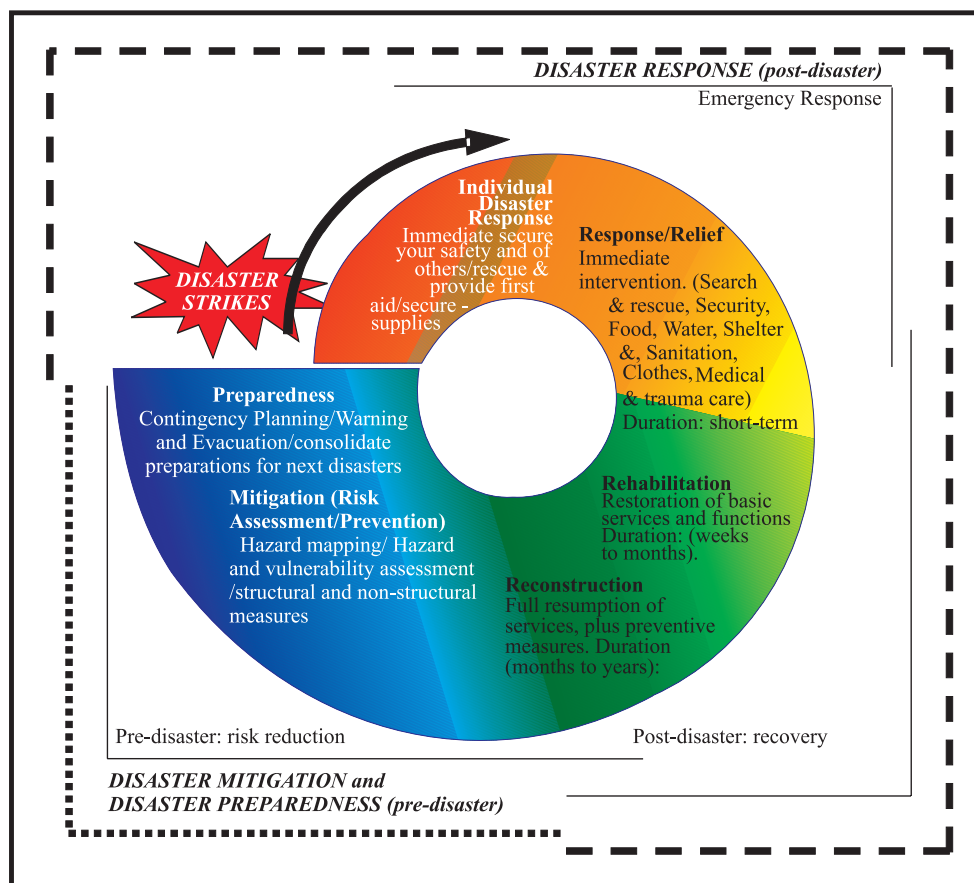 DISASTER RESPONSE (post-disaster)
Emergency Response
DISASTER
STRIKES
Individual
Disaster
Response
Immediate secure
your safety and of
others/rescue &
provide first
aid/secure -
supplies
Response/Relief
Immediate
intervention. (Search
& rescue, Security,
Food, Water, Shelter
&, Sanitation,
Clothes, Medical
& trauma care)
Duration: short-term
Preparedness
Contingency Planning/Warning
and Evacuation/consolidate
preparations for next disasters
Mitigation (Risk
Assessment/Prevention)
Hazard mapping/ Hazard
and vulnerability assessment
/structural and non-structural
measures
Rehabilitation
Restoration of basic
services and functions
Duration: (weeks
to months).
Reconstruction
Full resumption of
services, plus preventive
measures. Duration
(months to years):
Pre-disaster: risk reduction
Post-disaster: recovery
DISASTER MITIGATION and
DISASTER PREPAREDNESS (pre-disaster)